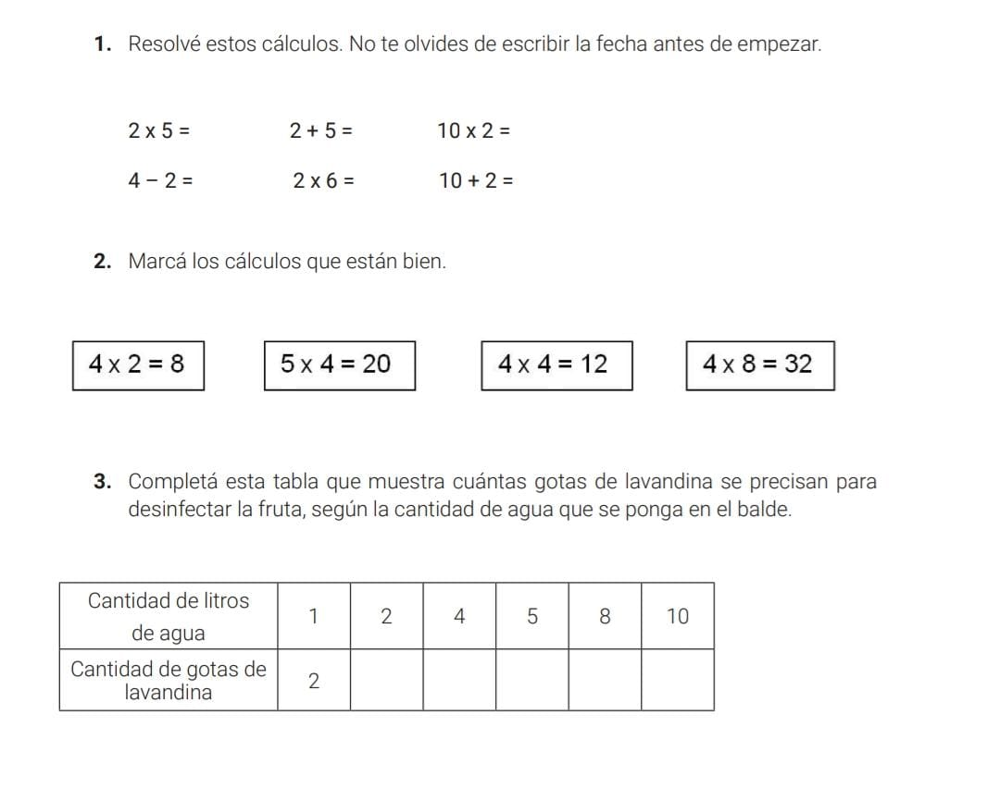 1. Resolvé estos cálculos. No te olvides de escribir la fecha antes de empezar.
2 x 5 = 2 + 5 = 10 x 2 =
4 − 2 = 2 x 6 = 10 + 2 =
2. Marcá los cálculos que están bien.
4 x 2 = 8 5 x 4 = 20 4 x 4 = 12 4 x 8 = 32
3. Completá esta tabla que muestra cuántas gotas de lavandina se precisan para
desinfectar la fruta, según la cantidad de agua que se ponga en el balde.
Cantidad de litros
de agua
1 2 4 5 8 10
Cantidad de gotas de
lavandina
2